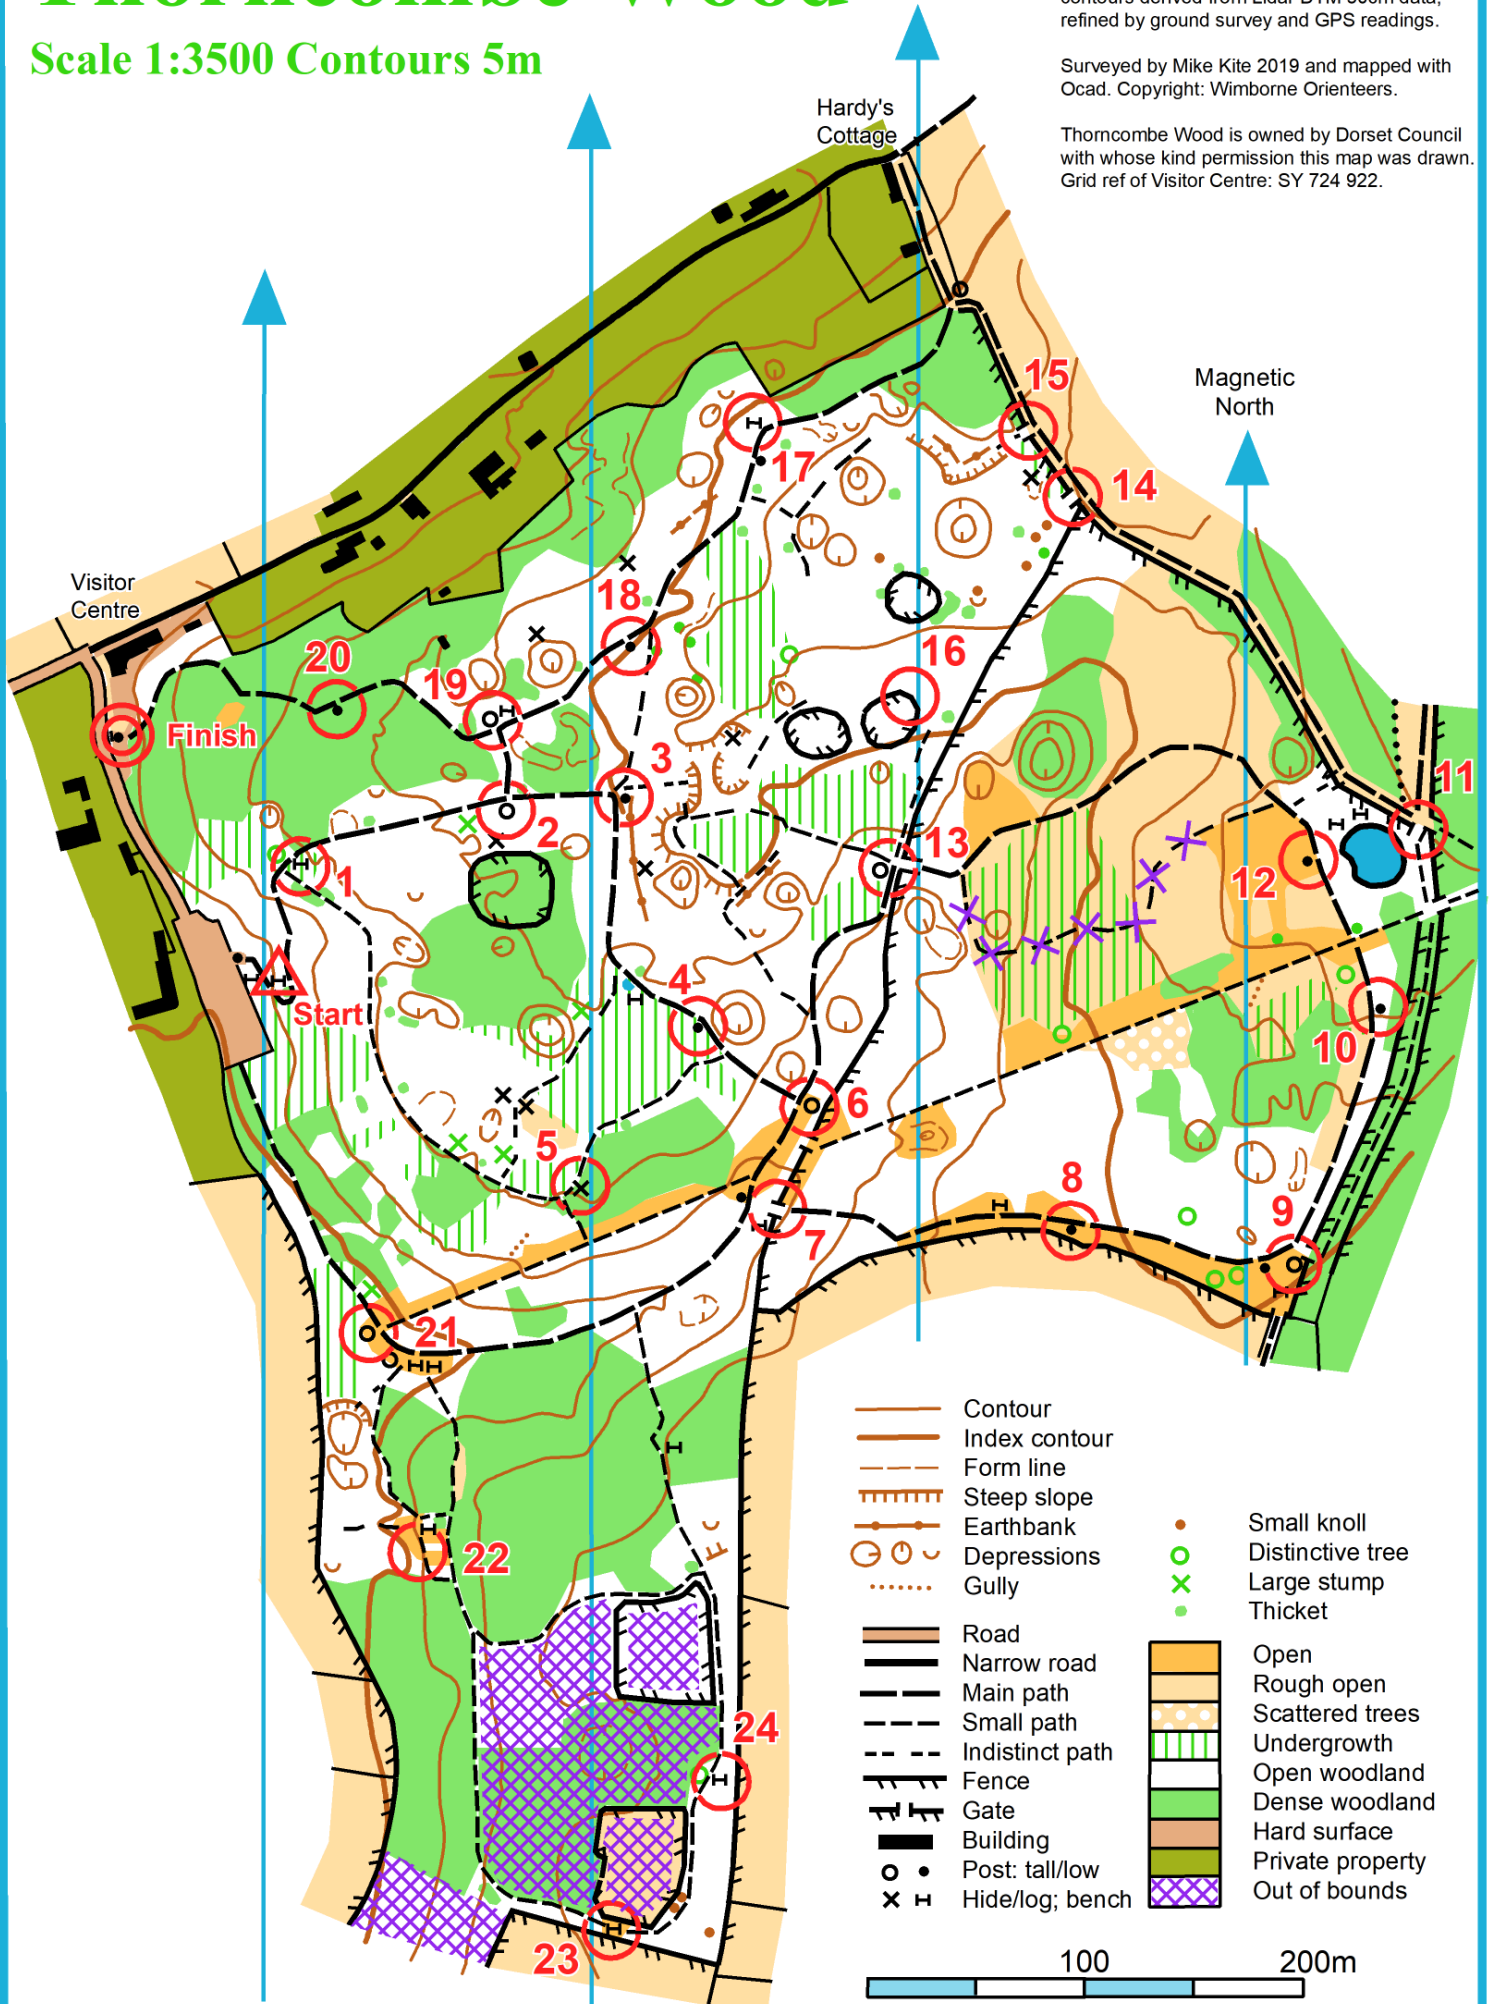 Thorncombe Wood
Scale 1:3500 Contours 5m
refined by ground survey and GPS readings.
Surveyed by Mike Kite 2019 and mapped with
Ocad. Copyright: Wimborne Orienteers.
Thorncombe Wood is owned by Dorset Council
with whose kind permission this map was drawn.
Grid ref of Visitor Centre: SY 724 922.
Hardy's
Cottage
Magnetic
North
Visitor
Centre
15
14
17
18
16
20
19
Finish
3
11
2
13
1
12
4
Start
10
6
5
8
7
9
21
22
24
23
Contour
Index contour
Form line
Steep slope
Earthbank
Depressions
Gully
Road
Narrow road
Main path
Small path
Indistinct path
Fence
Gate
Building
Post: tall/low
Hide/log; bench
Small knoll
Distinctive tree
Large stump
Thicket
Open
Rough open
Scattered trees
Undergrowth
Open woodland
Dense woodland
Hard surface
Private property
Out of bounds
100 200m